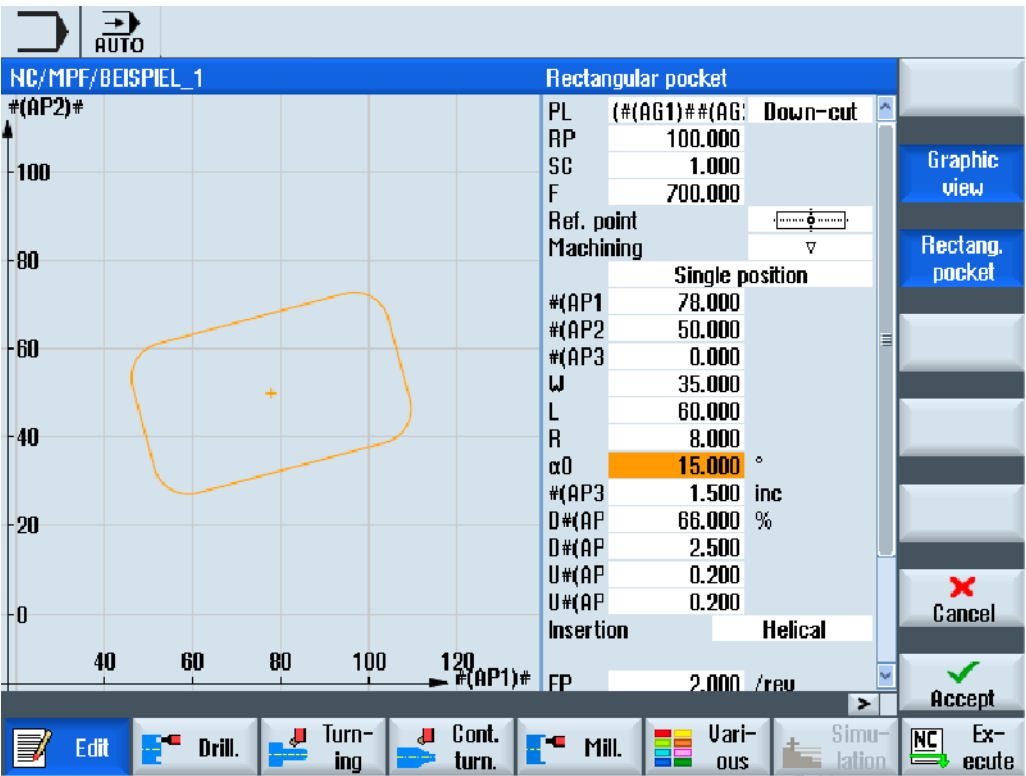 AUTO
NC/MPF/BEISPIEL_1
Rectangular pocket
#(AP2)#
100
80
60
40
20
0
40 60 80 100 120
#(AP1)#
PL (#(AG1)##(AG2 Down-cut
RP 100.000
SC 1.000
F 700.000
Ref. point
Machining ▽
Single position
#(AP1 78.000
#(AP2 50.000
#(AP3 0.000
W 35.000
L 60.000
R 8.000
α0 15.000 °
#(AP3 1.500 inc
D#(AP 66.000 %
D#(AP 2.500
U#(AP 0.200
U#(AP 0.200
Insertion Helical
EP 2.000 /rev
Graphic
view
Rectang.
pocket
Cancel
Accept
>
Edit
Drill.
Turn-
ing
Cont.
turn.
Mill.
Vari-
ous
Simu-
lation
NC
Ex-
ecute